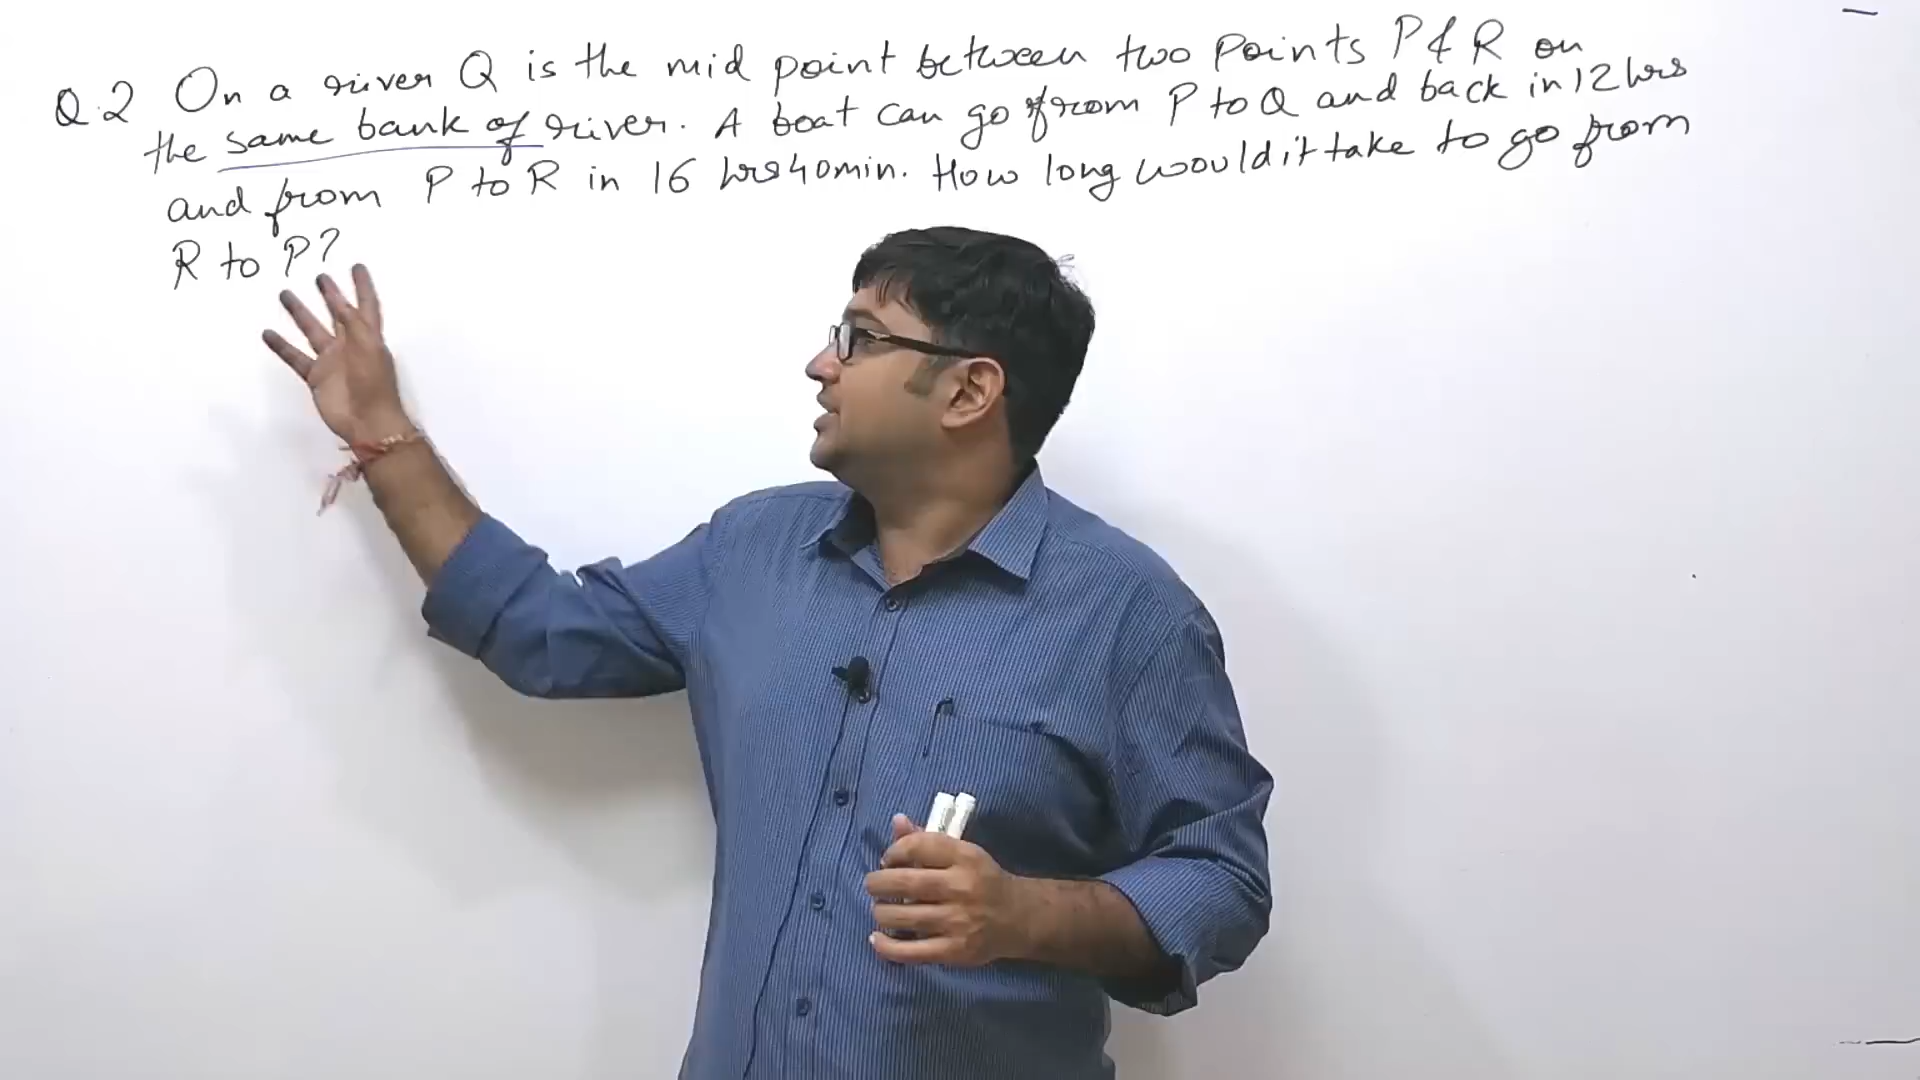 Q.2 On a river Q is the mid point between two points P & R on
the same bank of river. A boat can go from P to Q and back in 12 hrs
and from P to R in 16 hrs 40min. How long would it take to go from
R to P?